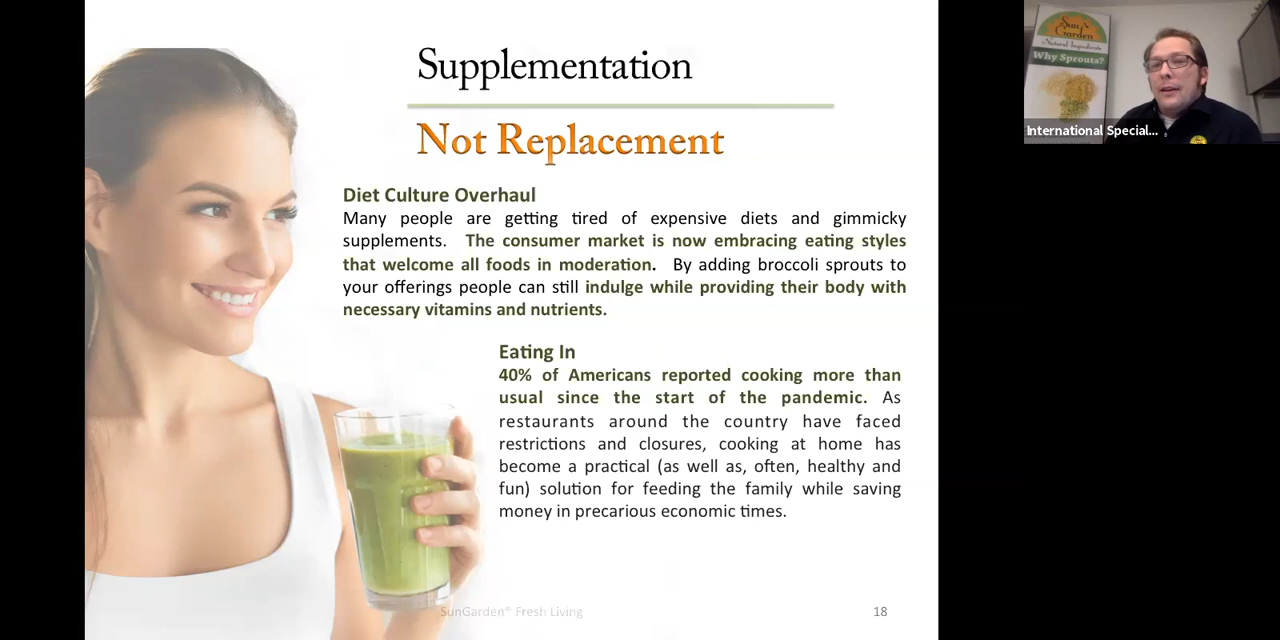 Supplementation
Not Replacement
Diet Culture Overhaul
Many people are getting tired of expensive diets and gimmicky
supplements. The consumer market is now embracing eating styles
that welcome all foods in moderation. By adding broccoli sprouts to
your offerings people can still indulge while providing their body with
necessary vitamins and nutrients.
Eating In
40% of Americans reported cooking more than
usual since the start of the pandemic. As
restaurants around the country have faced
restrictions and closures, cooking at home has
become a practical (as well as, often, healthy and
fun) solution for feeding the family while saving
money in precarious economic times.
SunGarden® Fresh Living
18
Sun
Garden
Natural Ingredients
Why Sprouts?
International Special...